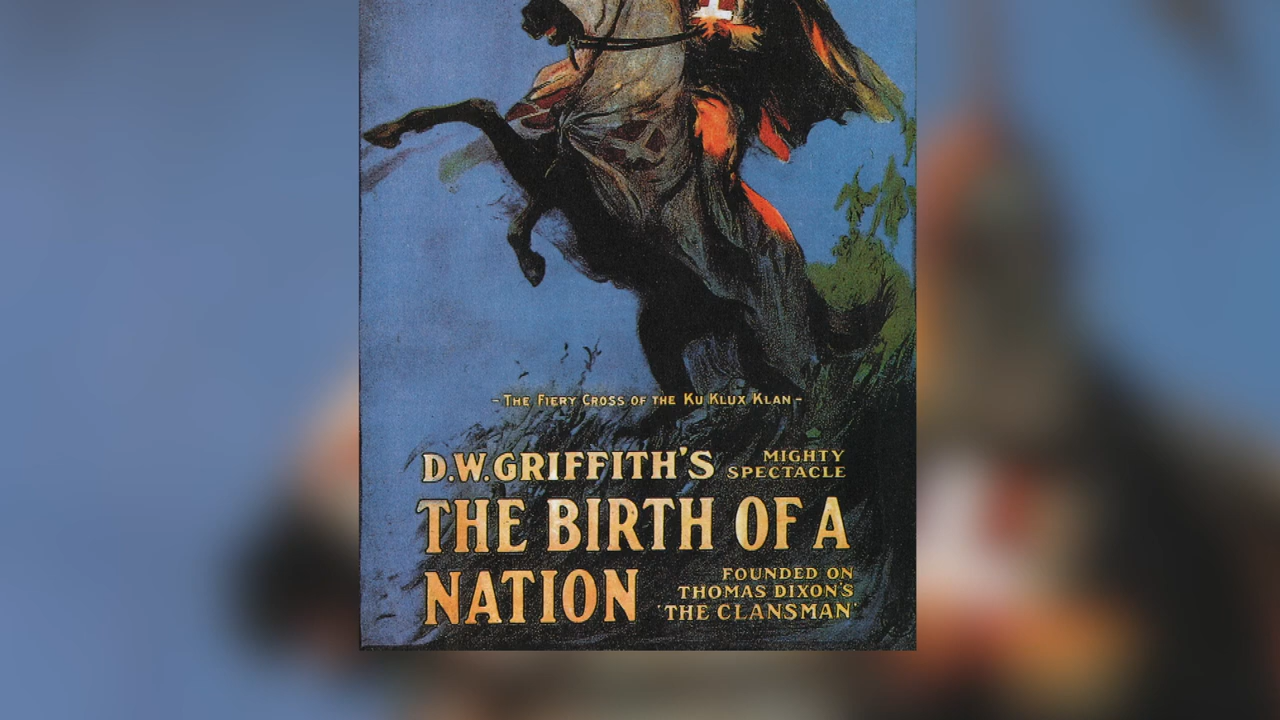 - THE FIERY CROSS OF THE KU KLUX KLAN -
D.W. GRIFFITH'S
MIGHTY
SPECTACLE
THE BIRTH OF A
NATION
FOUNDED ON
THOMAS DIXON'S
'THE CLANSMAN'